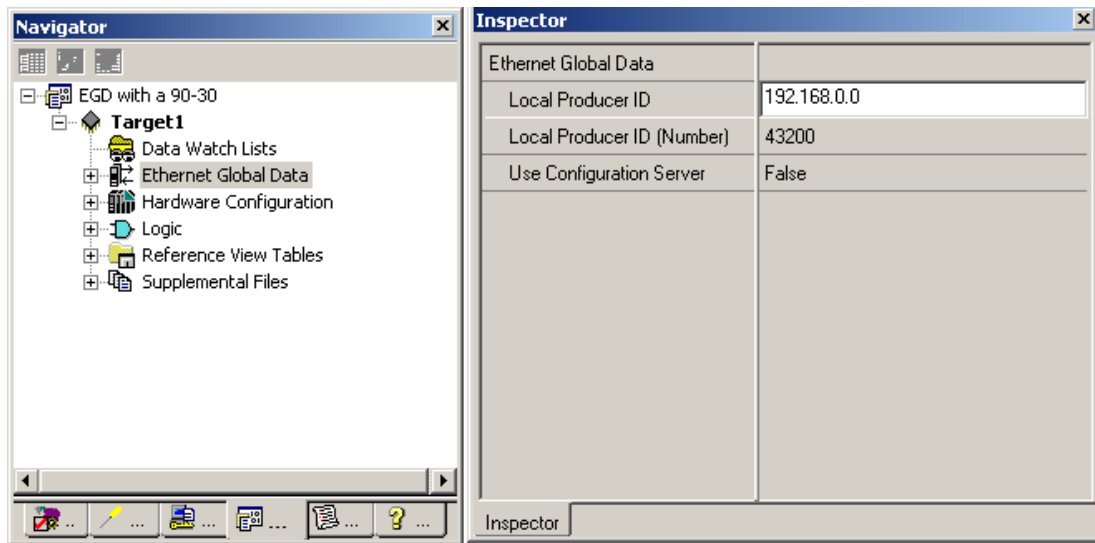 Navigator
EGD with a 90-30
Target1
Data Watch Lists
Ethernet Global Data
Hardware Configuration
Logic
Reference View Tables
Supplemental Files
.. ... ... ... ... ...
Inspector
Ethernet Global Data
Local Producer ID 192.168.0.0
Local Producer ID (Number) 43200
Use Configuration Server False
Inspector